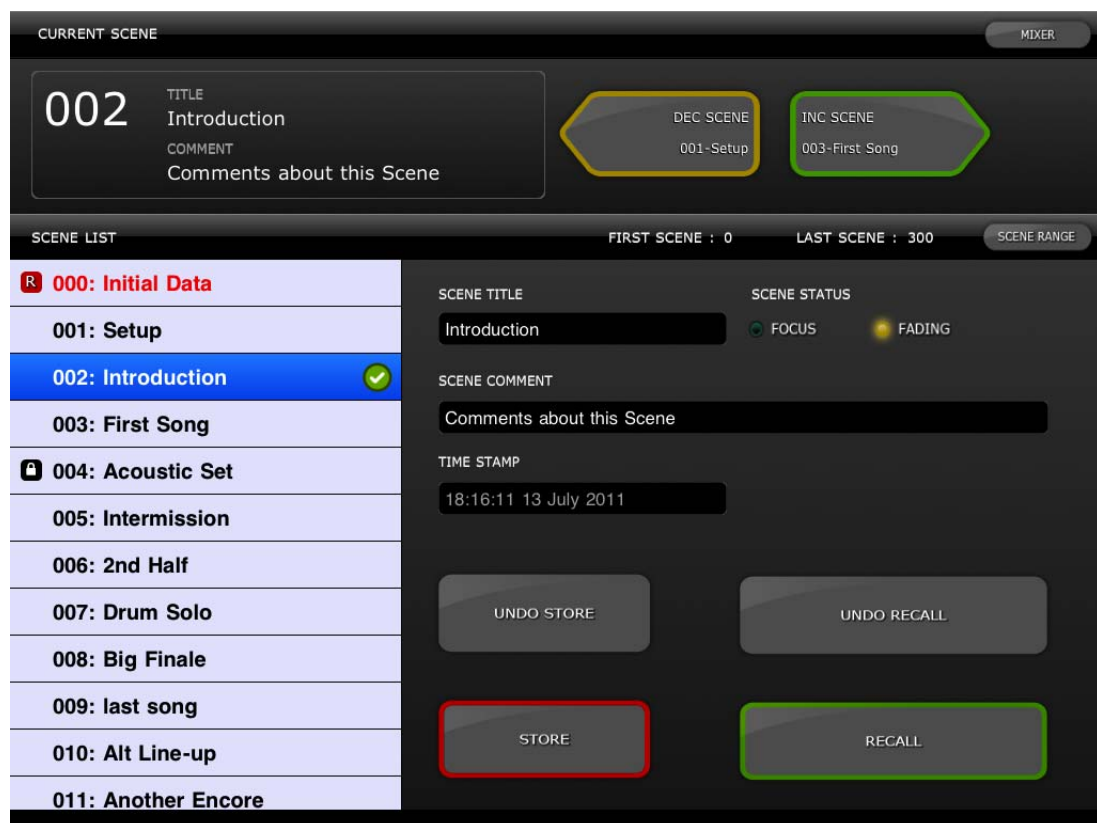 CURRENT SCENE
MIXER
002
TITLE
Introduction
COMMENT
Comments about this Scene
DEC SCENE
001-Setup
INC SCENE
003-First Song
SCENE LIST
FIRST SCENE : 0
LAST SCENE : 300
SCENE RANGE
R 000: Initial Data
001: Setup
002: Introduction
003: First Song
004: Acoustic Set
005: Intermission
006: 2nd Half
007: Drum Solo
008: Big Finale
009: last song
010: Alt Line-up
011: Another Encore
SCENE TITLE
Introduction
SCENE STATUS
FOCUS
FADING
SCENE COMMENT
Comments about this Scene
TIME STAMP
18:16:11 13 July 2011
UNDO STORE
UNDO RECALL
STORE
RECALL